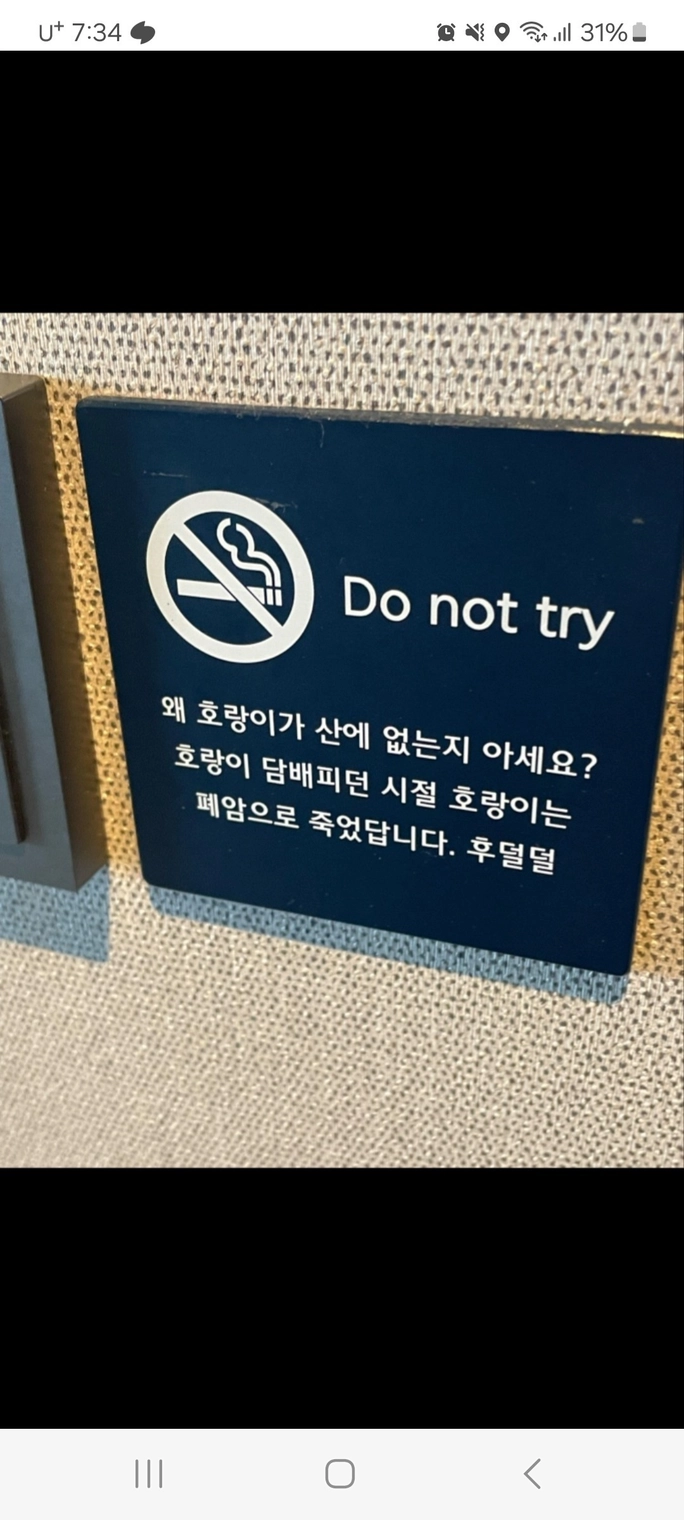 U⁺ 7:34 31%
Do not try
왜 호랑이가 산에 없는지 아세요?
호랑이 담배피던 시절 호랑이는
폐암으로 죽었답니다. 후덜덜